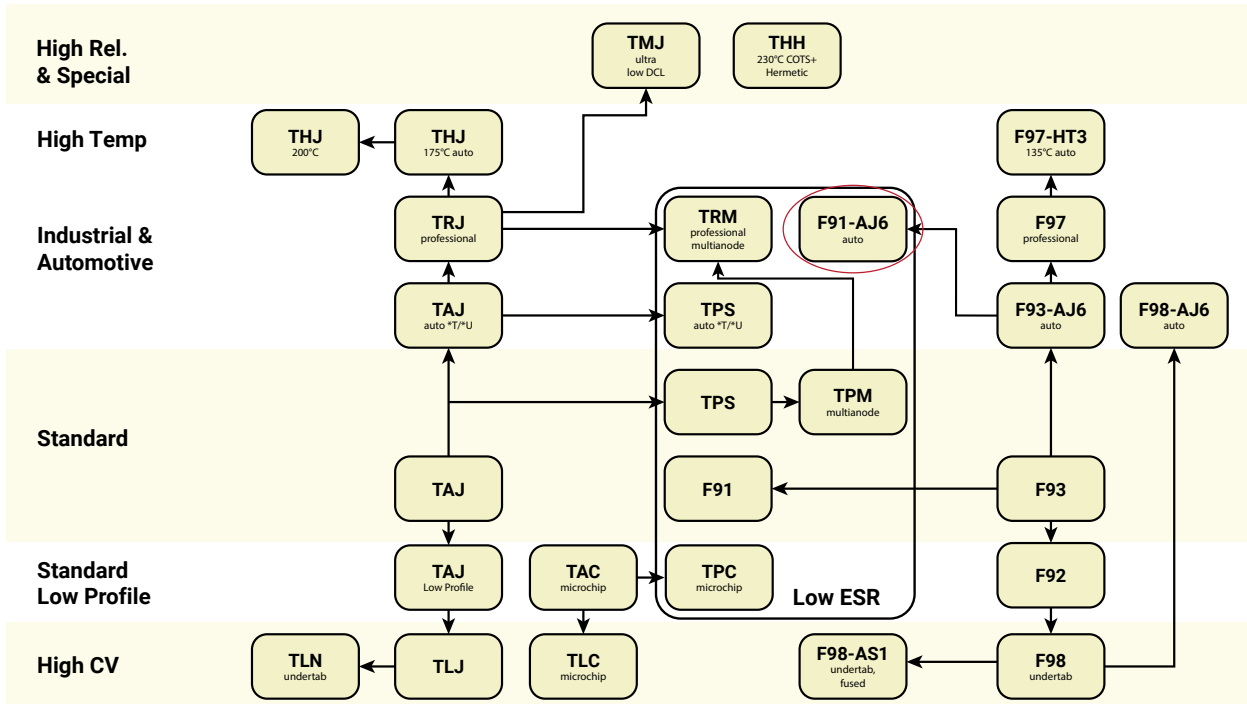 High Rel.
& Special
TMJ
ultra
low DCL
THH
230°C COTS+
Hermetic
High Temp
THJ
200°C
THJ
175°C auto
F97-HT3
135°C auto
Industrial &
Automotive
TRJ
professional
TRM
professional
multianode
F91-AJ6
auto
F97
professional
TAJ
auto *T/*U
TPS
auto *T/*U
F93-AJ6
auto
F98-AJ6
auto
Standard
TPS
TPM
multianode
TAJ
F91
F93
Standard
Low Profile
TAJ
Low Profile
TAC
microchip
TPC
microchip
Low ESR
F92
High CV
TLN
undertab
TLJ
TLC
microchip
F98-AS1
undertab,
fused
F98
undertab